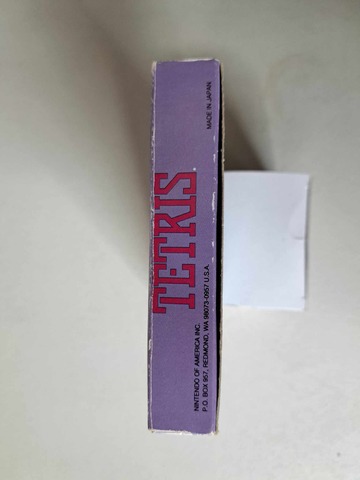 TETRIS
MADE IN JAPAN
NINTENDO OF AMERICA INC.
P.O. BOX 957, REDMOND, WA 98073-0957 U.S.A.